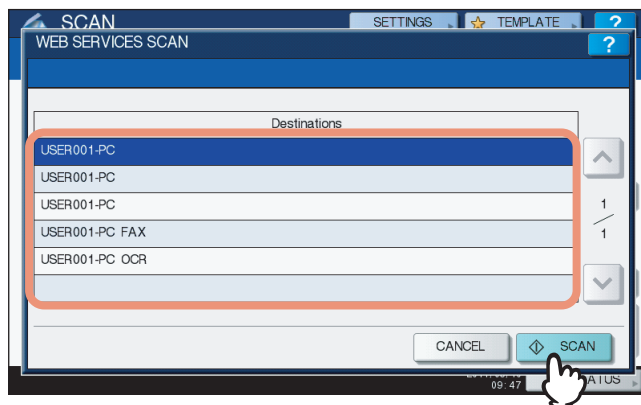 SCAN
SETTINGS
TEMPLATE
?
WEB SERVICES SCAN
?
Destinations
USER001-PC
USER001-PC
USER001-PC
USER001-PC FAX
USER001-PC OCR
1
1
CANCEL
SCAN
09:47